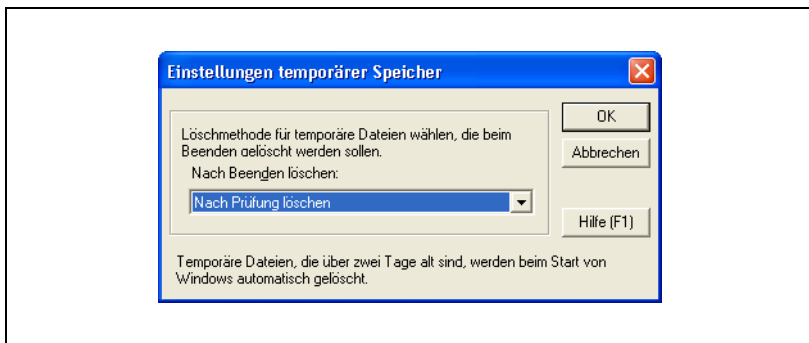 Einstellungen temporärer Speicher
OK
Löschmethode für temporäre Dateien wählen, die beim
Beenden gelöscht werden sollen.
Abbrechen
Nach Beenden löschen:
Nach Prüfung löschen
Hilfe (F1)
Temporäre Dateien, die über zwei Tage alt sind, werden beim Start von
Windows automatisch gelöscht.